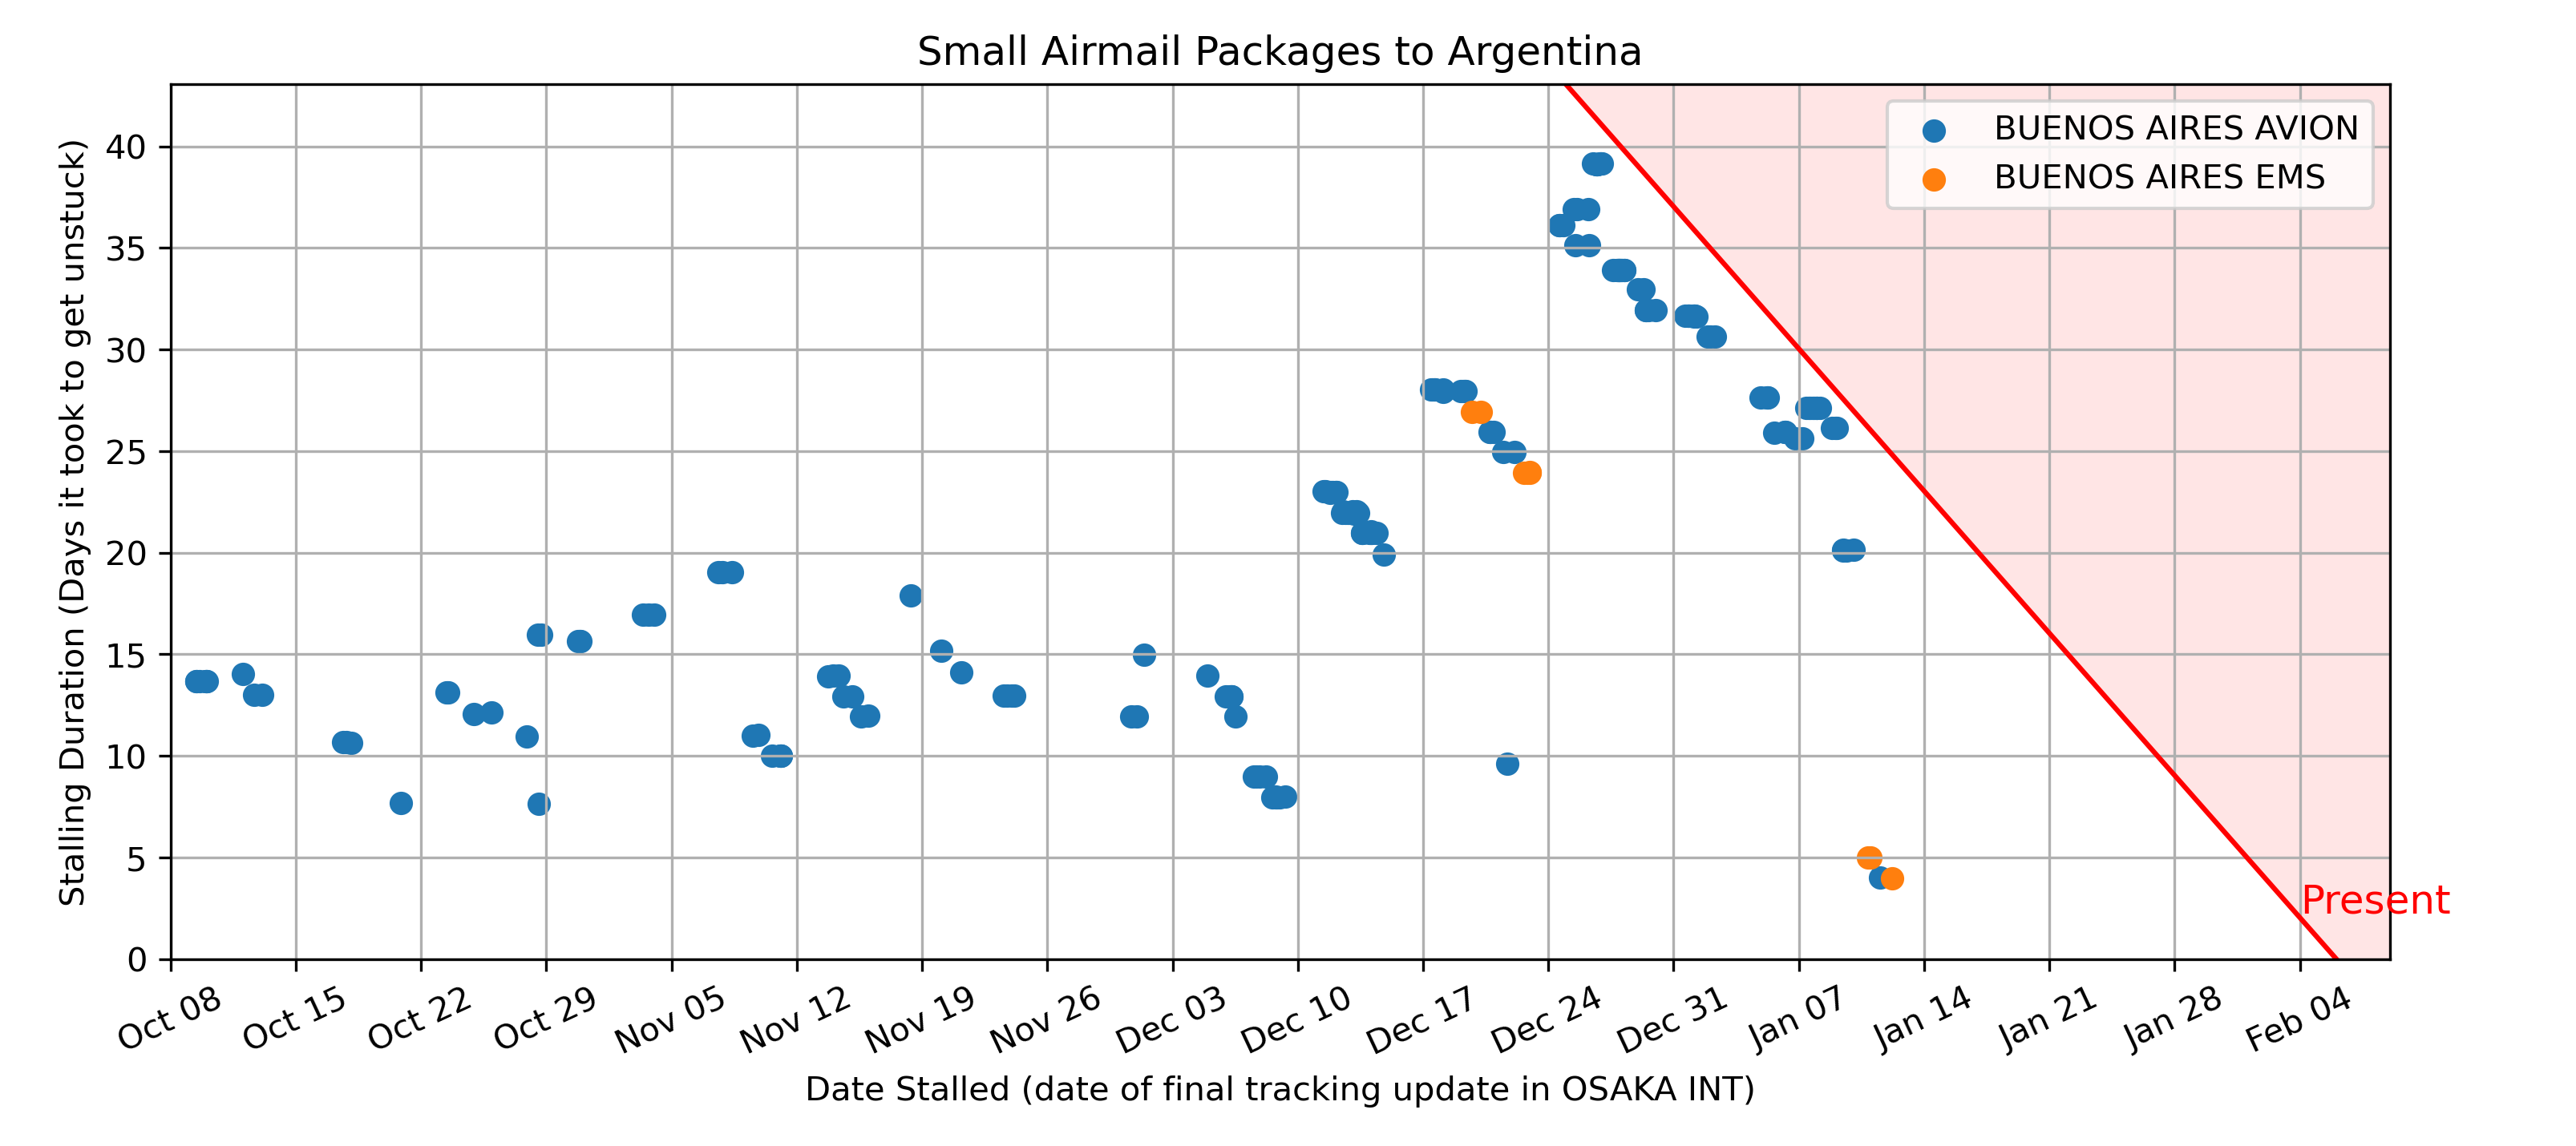 Small Airmail Packages to Argentina
BUENOS AIRES AVION
BUENOS AIRES EMS
Stalling Duration (Days it took to get unstuck)
40
35
30
25
20
15
10
5
0
Present
Oct 08
Oct 15
Oct 22
Oct 29
Nov 05
Nov 12
Nov 19
Nov 26
Dec 03
Dec 10
Dec 17
Dec 24
Dec 31
Jan 07
Jan 14
Jan 21
Jan 28
Feb 04
Date Stalled (date of final tracking update in OSAKA INT)